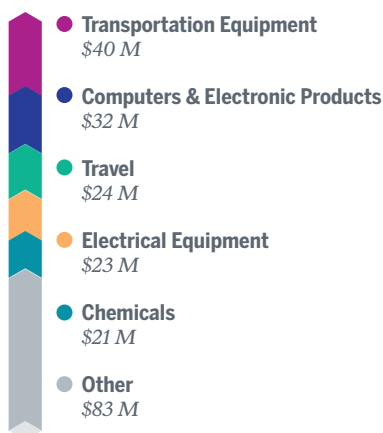 Transportation Equipment
$40 M
Computers & Electronic Products
$32 M
Travel
$24 M
Electrical Equipment
$23 M
Chemicals
$21 M
Other
$83 M